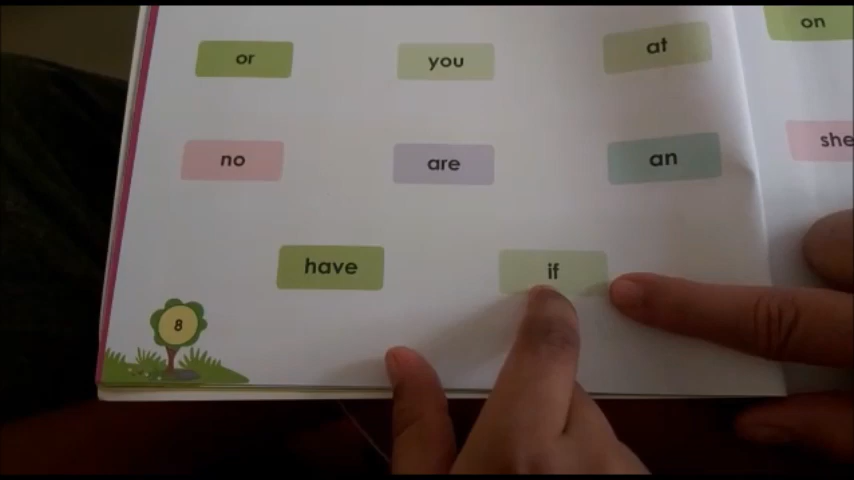 or you at
no are an
have if
8
on
she